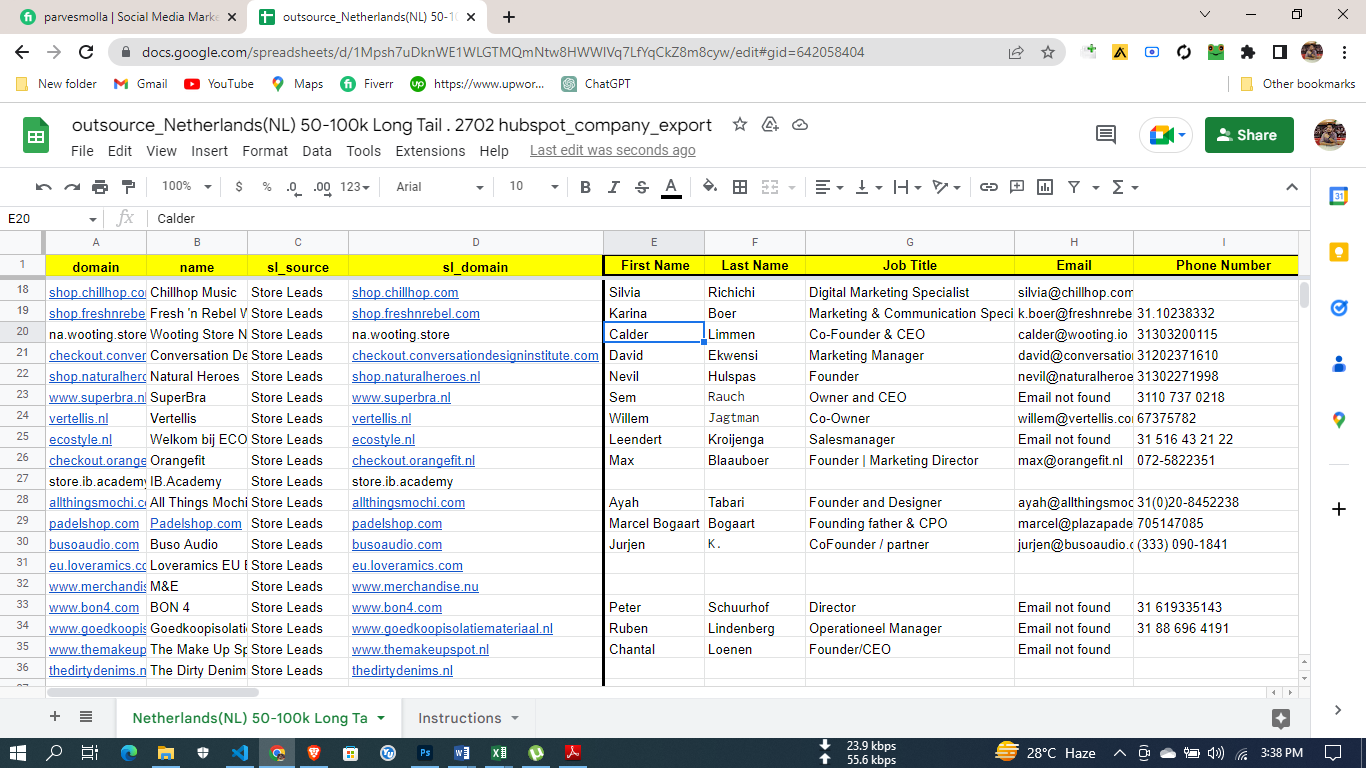 parvesmolla | Social Media Marke
outsource_Netherlands(NL) 50-10
docs.google.com/spreadsheets/d/1Mpsh7uDknWE1WLGTMQmNtw8HWWIVq7LfYqCkZ8m8cyw/edit#gid=642058404
New folder Gmail YouTube Maps Fiverr https://www.upwor... ChatGPT Other bookmarks
outsource_Netherlands(NL) 50-100k Long Tail . 2702 hubspot_company_export
File Edit View Insert Format Data Tools Extensions Help Last edit was seconds ago
Share
100% $ % .0 .00 123 Arial 10 B I S A
E20 fx Calder
A B C D E F G H I
1 domain name sl_source sl_domain First Name Last Name Job Title Email Phone Number
18 shop.chillhop.co Chillhop Music Store Leads shop.chillhop.com Silvia Richichi Digital Marketing Specialist silvia@chillhop.com
19 shop.freshnrebe Fresh 'n Rebel W Store Leads shop.freshnrebel.com Karina Boer Marketing & Communication Speci k.boer@freshnrebe 31.10238332
20 na.wooting.store Wooting Store N Store Leads na.wooting.store Calder Limmen Co-Founder & CEO calder@wooting.io 31303200115
21 checkout.conver Conversation De Store Leads checkout.conversationdesigninstitute.com David Ekwensi Marketing Manager david@conversation 31202371610
22 shop.naturalhero Natural Heroes Store Leads shop.naturalheroes.nl Nevil Hulspas Founder nevil@naturalheroe 31302271998
23 www.superbra.nl SuperBra Store Leads www.superbra.nl Sem Rauch Owner and CEO Email not found 3110 737 0218
24 vertellis.nl Vertellis Store Leads vertellis.nl Willem Jagtman Co-Owner willem@vertellis.co 67375782
25 ecostyle.nl Welkom bij ECO Store Leads ecostyle.nl Leendert Kroijenga Salesmanager Email not found 31 516 43 21 22
26 checkout.orange Orangefit Store Leads checkout.orangefit.nl Max Blaauboer Founder | Marketing Director max@orangefit.nl 072-5822351
27 store.ib.academy IB.Academy Store Leads store.ib.academy
28 allthingsmochi.c All Things Mochi Store Leads allthingsmochi.com Ayah Tabari Founder and Designer ayah@allthingsmoc 31(0)20-8452238
29 padelshop.com Padelshop.com Store Leads padelshop.com Marcel Bogaart Bogaart Founding father & CPO marcel@plazapade 705147085
30 busoaudio.com Buso Audio Store Leads busoaudio.com Jurjen K. CoFounder / partner jurjen@busoaudio.c (333) 090-1841
31 eu.loveramics.cc Loveramics EU E Store Leads eu.loveramics.com
32 www.merchandis M&E Store Leads www.merchandise.nu
33 www.bon4.com BON 4 Store Leads www.bon4.com Peter Schuurhof Director Email not found 31 619335143
34 www.goedkoopis Goedkoopisolatie Store Leads www.goedkoopisolatiemateriaal.nl Ruben Lindenberg Operationeel Manager Email not found 31 88 696 4191
35 www.themakeup The Make Up Sp Store Leads www.themakeupspot.nl Chantal Loenen Founder/CEO Email not found
36 thedirtydenims.n The Dirty Denim Store Leads thedirtydenims.nl
Netherlands(NL) 50-100k Long Ta Instructions
23.9 kbps
55.6 kbps
28°C Haze 3:38 PM